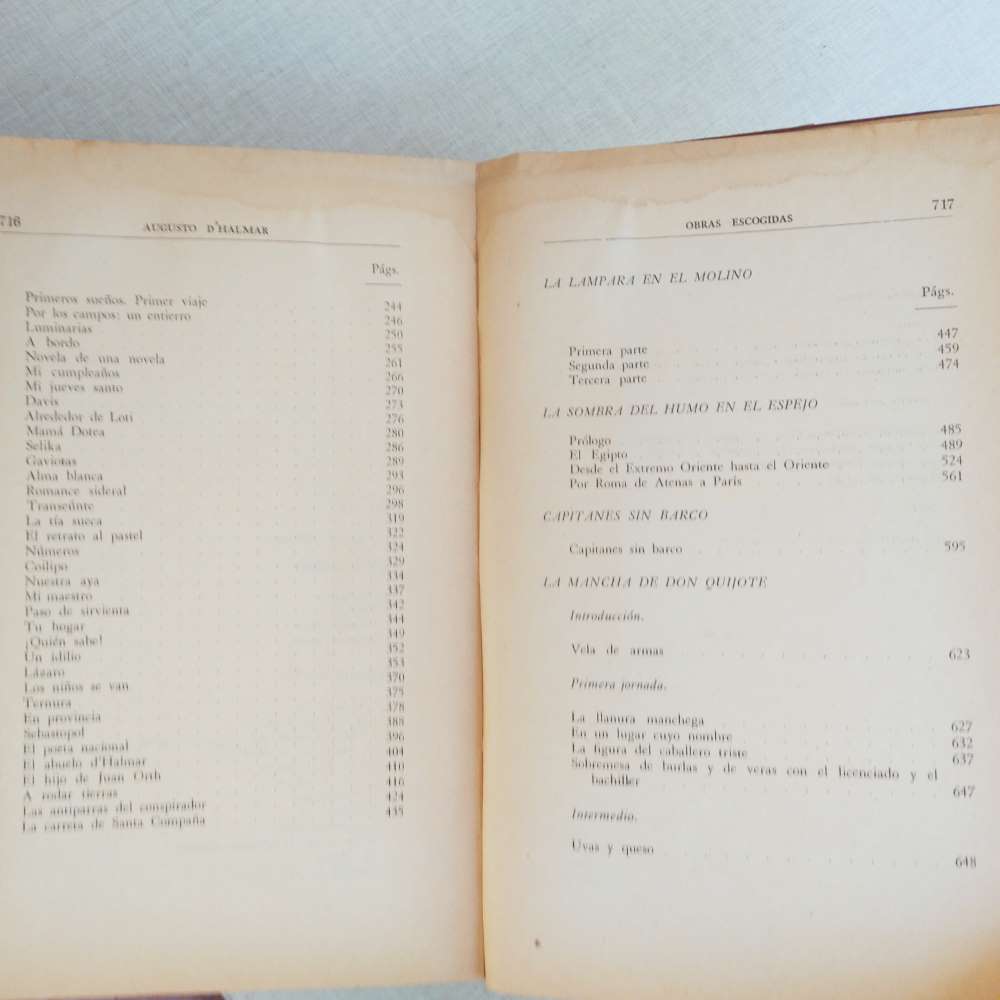 716
AUGUSTO D'HALMAR
Págs.
Primeros sueños. Primer viaje 244
Por los campos: un entierro 246
Luminarias 250
A bordo 255
Novela de una novela 261
Mi cumpleaños 266
Mi jueves santo 270
Davis 273
Alrededor de Loti 276
Mamá Dotea 280
Selika 286
Gaviotas 289
Alma blanca 293
Romance sideral 296
Transeúnte 298
La tía sueca 319
El retrato al pastel 322
Números 324
Coilipo 329
Nuestra aya 334
Mi maestro 337
Paso de sirvienta 342
Tu hogar 344
¡Quién sabe! 349
Un idilio 352
Lázaro 353
Los niños se van 370
Ternura 375
En provincia 378
Sebastopol 388
El poeta nacional 396
El abuelo d'Halmar 404
El hijo de Juan Orth 410
A rodar tierras 416
Las antiparras del conspirador 424
La carreta de Santa Compaña 435
OBRAS ESCOGIDAS
717
LA LAMPARA EN EL MOLINO
Págs.
Primera parte 447
Segunda parte 459
Tercera parte 474
LA SOMBRA DEL HUMO EN EL ESPEJO
Prólogo 485
El Egipto 489
Desde el Extremo Oriente hasta el Oriente 524
Por Roma de Atenas a París 561
CAPITANES SIN BARCO
Capitanes sin barco 595
LA MANCHA DE DON QUIJOTE
Introducción.
Vela de armas 623
Primera jornada.
La llanura manchega 627
En un lugar cuyo nombre 632
La figura del caballero triste 637
Sobremesa de burlas y de veras con el licenciado y el
bachiller 647
Intermedio.
Uvas y queso 648